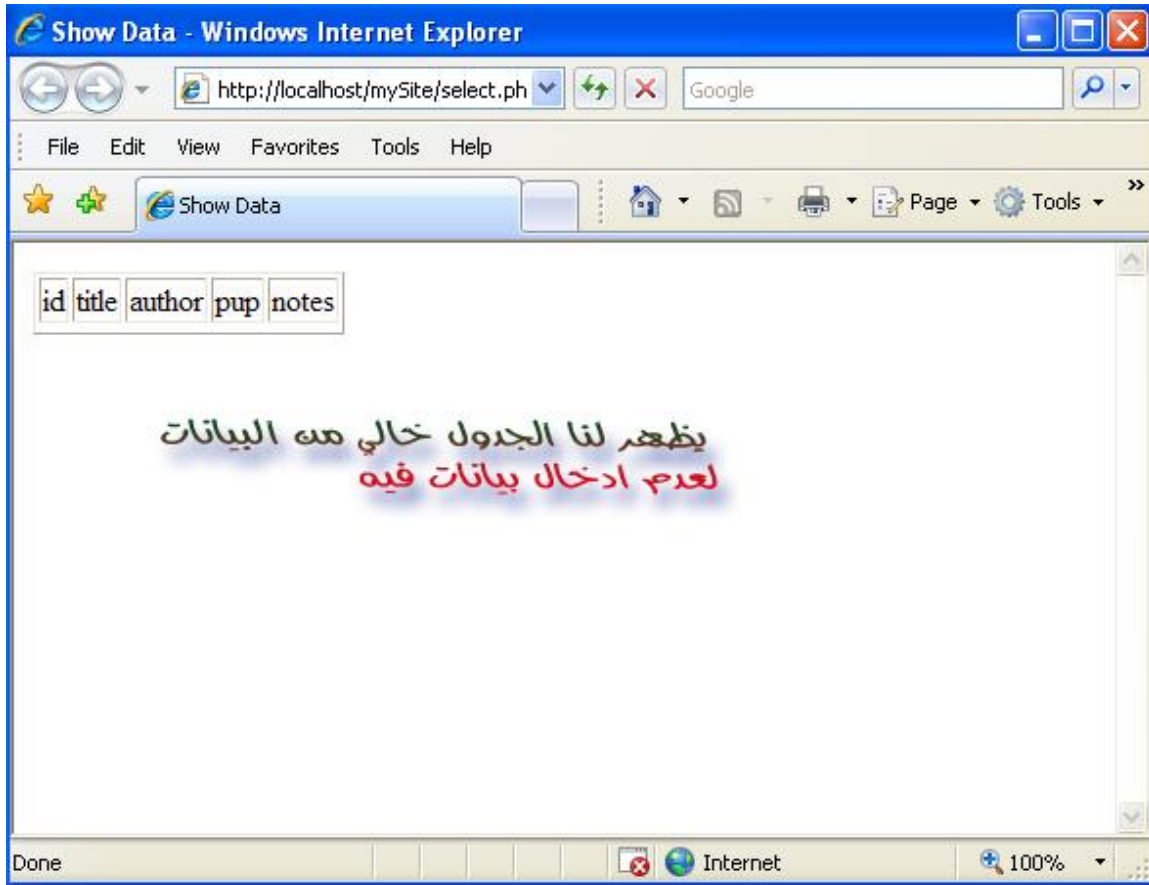 Show Data - Windows Internet Explorer
http://localhost/mySite/select.ph
Google
File Edit View Favorites Tools Help
Show Data
Page Tools »
id title author pup notes
يظهر لنا الجدول خالي من البيانات
لعدم ادخال بيانات فيه
Done Internet 100%